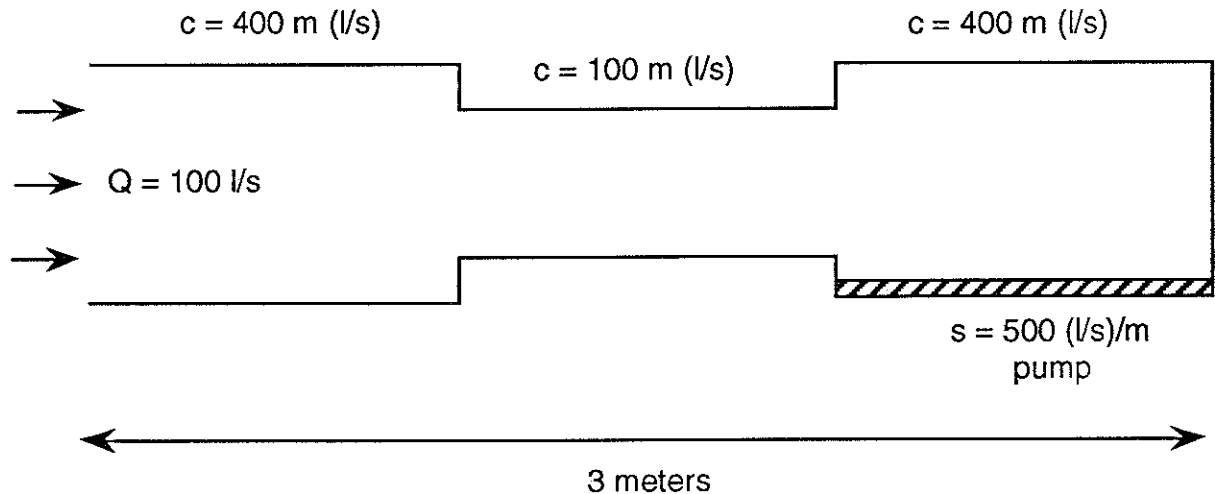 c = 400 m (l/s)
c = 100 m (l/s)
c = 400 m (l/s)
Q = 100 l/s
s = 500 (l/s)/m
pump
3 meters